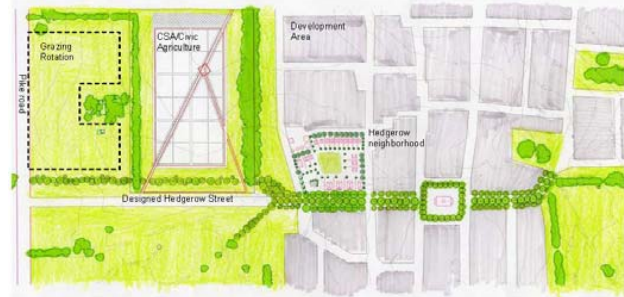 Grazing
Rotation
CSA/Civic
Agriculture
Development
Area
Pike road
Hedgerow
neighborhood
Designed Hedgerow Street